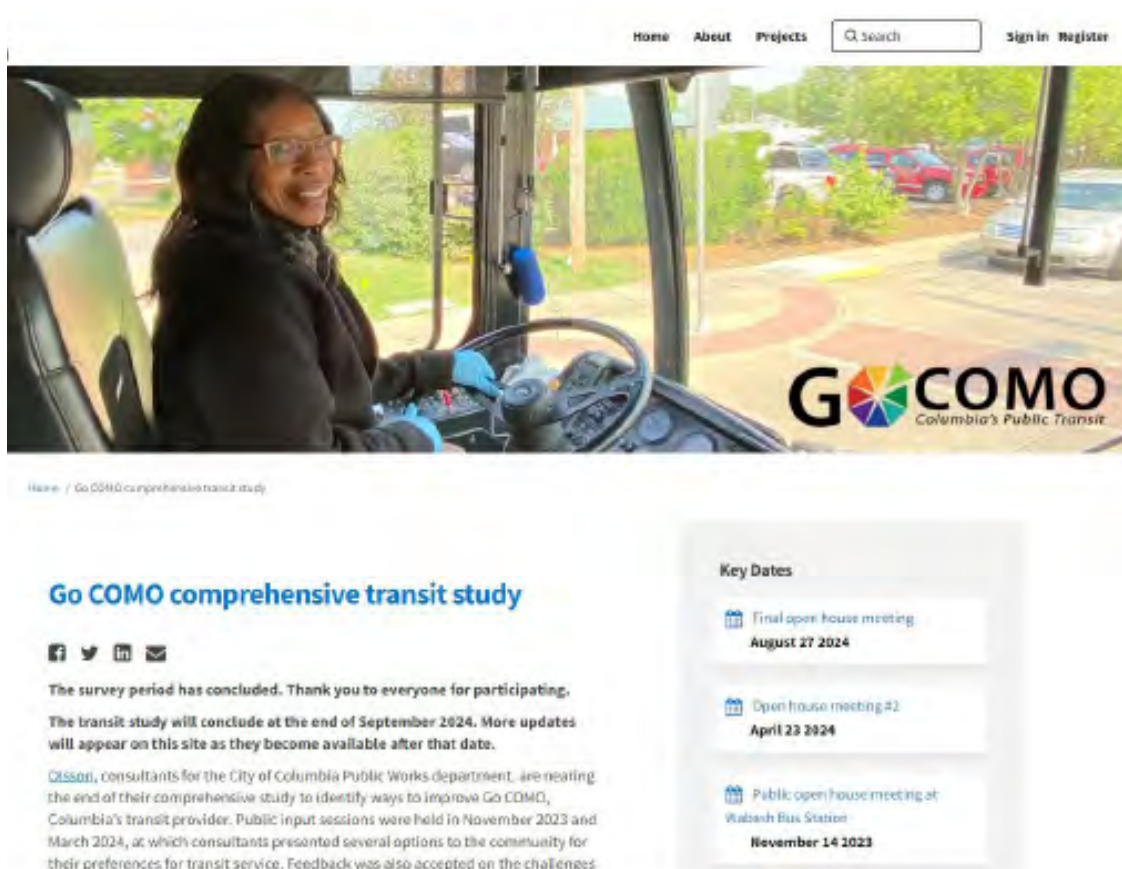 Home About Projects Search Sign in Register
GO COMO
Columbia's Public Transit
Home / Go COMO comprehensive transit study
Go COMO comprehensive transit study
The survey period has concluded. Thank you to everyone for participating.
The transit study will conclude at the end of September 2024. More updates
will appear on this site as they become available after that date.
Olsson, consultants for the City of Columbia Public Works department, are nearing
the end of their comprehensive study to identify ways to improve Go COMO,
Columbia's transit provider. Public input sessions were held in November 2023 and
March 2024, at which consultants presented several options to the community for
their preferences for transit service. Feedback was also accepted on the challenges
Key Dates
Final open house meeting
August 27 2024
Open house meeting #2
April 23 2024
Public open house meeting at
Wabash Bus Station
November 14 2023